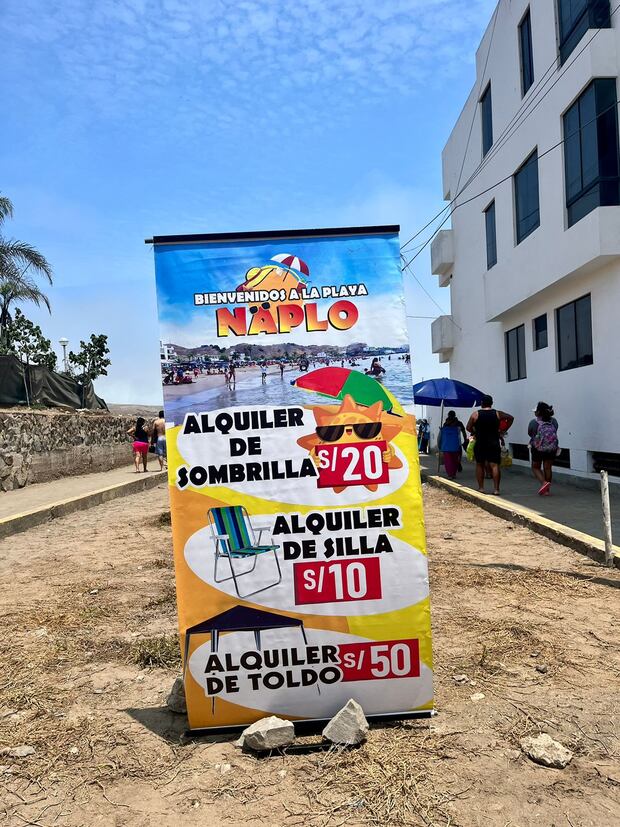 BIENVENIDOS A LA PLAYA
NÄPLO
ALQUILER
DE
SOMBRILLA
S/20
ALQUILER
DE SILLA
S/10
ALQUILER
DE TOLDO
S/50